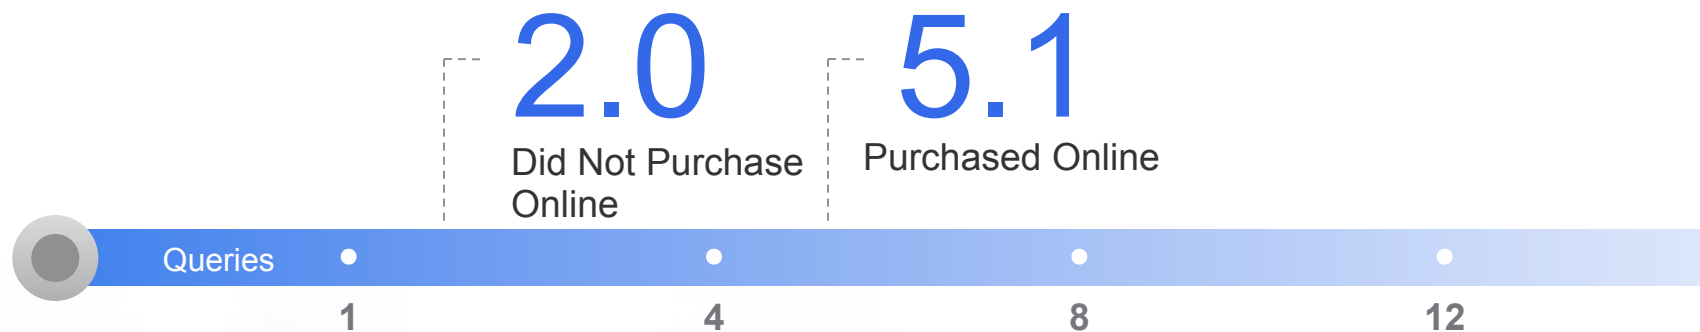 2.0
Did Not Purchase
Online
5.1
Purchased Online
Queries
1
4
8
12